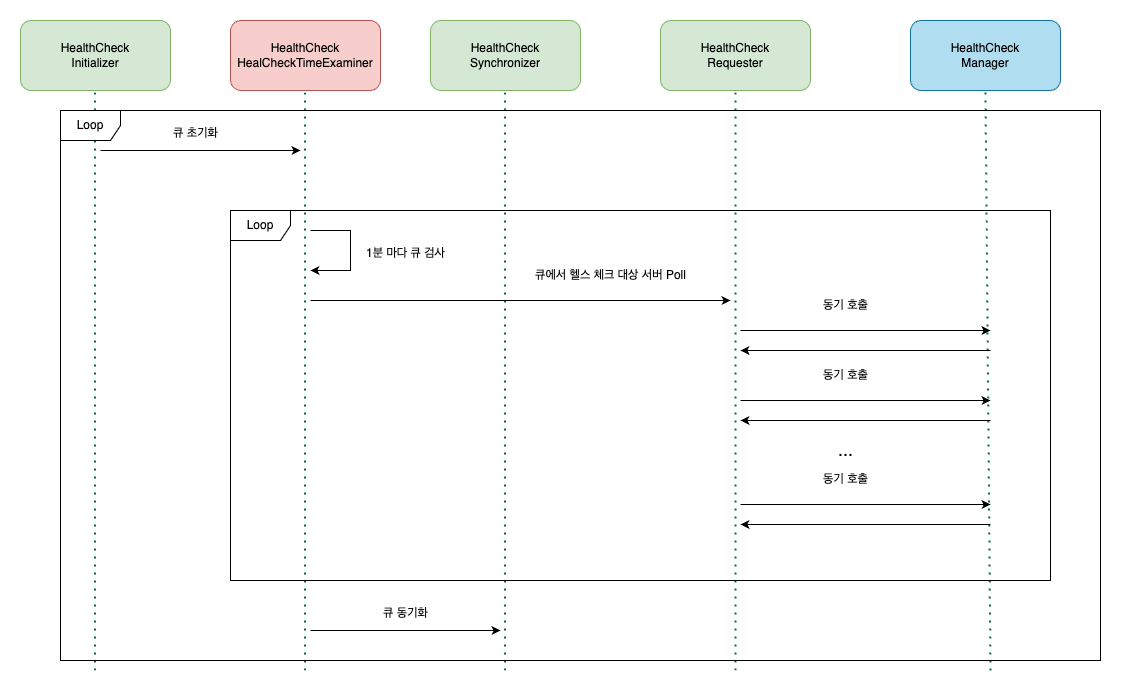 HealthCheck
Initializer
HealthCheck
HealCheckTimeExaminer
HealthCheck
Synchronizer
HealthCheck
Requester
HealthCheck
Manager
Loop
큐 초기화
Loop
1분 마다 큐 검사
큐에서 헬스 체크 대상 서버 Poll
동기 호출
동기 호출
...
동기 호출
큐 동기화